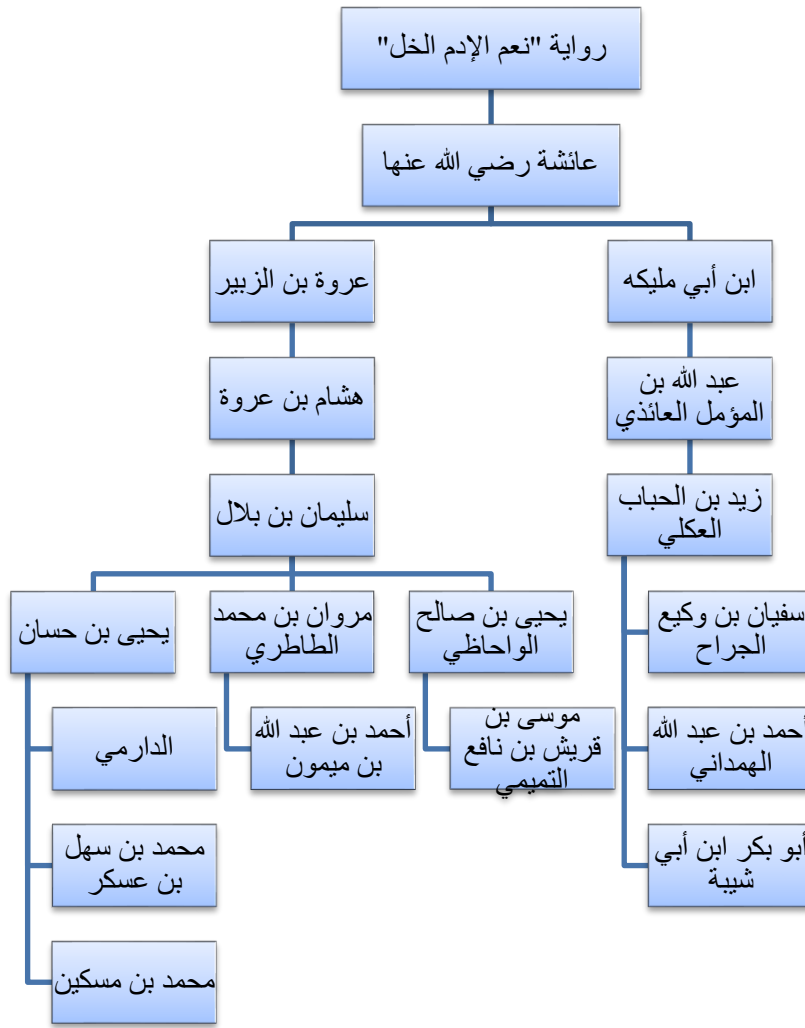 رواية "نعم الإدم الخل"
عائشة رضي الله عنها
ابن أبي مليكه
عروة بن الزبير
عبد الله بن
المؤمل العائذي
هشام بن عروة
زيد بن الحباب
العكلي
سليمان بن بلال
سفيان بن وكيع
الجراح
يحيى بن صالح
الواحاظي
مروان بن محمد
الطاطري
يحيى بن حسان
أحمد بن عبد الله
الهمداني
موسى بن
قريش بن نافع
التميمي
أحمد بن عبد الله
بن ميمون
الدارمي
أبو بكر ابن أبي
شيبة
محمد بن سهل
بن عسكر
محمد بن مسكين